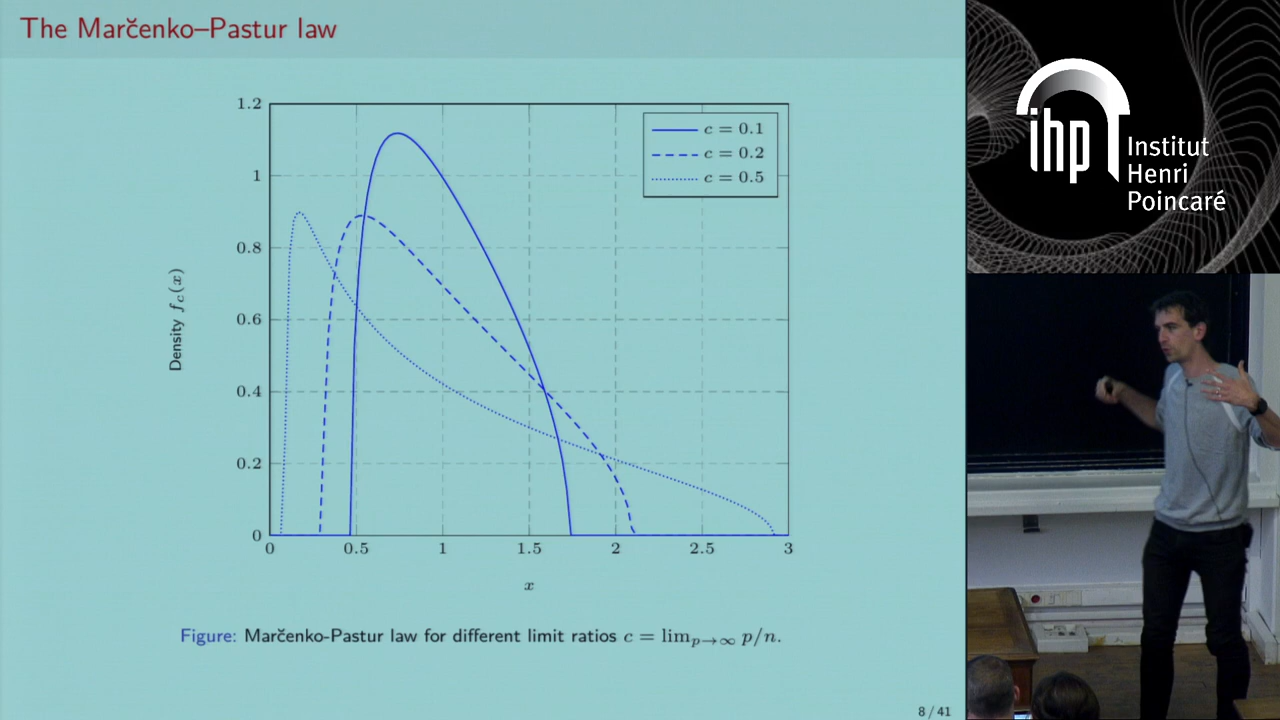 The Marčenko–Pastur law
1.2
1
0.8
0.6
0.4
0.2
0
Density f_c(x)
c = 0.1
c = 0.2
c = 0.5
0 0.5 1 1.5 2 2.5 3
x
Figure: Marčenko-Pastur law for different limit ratios c = lim_{p→∞} p/n.
8 / 41
ihp
Institut
Henri
Poincaré